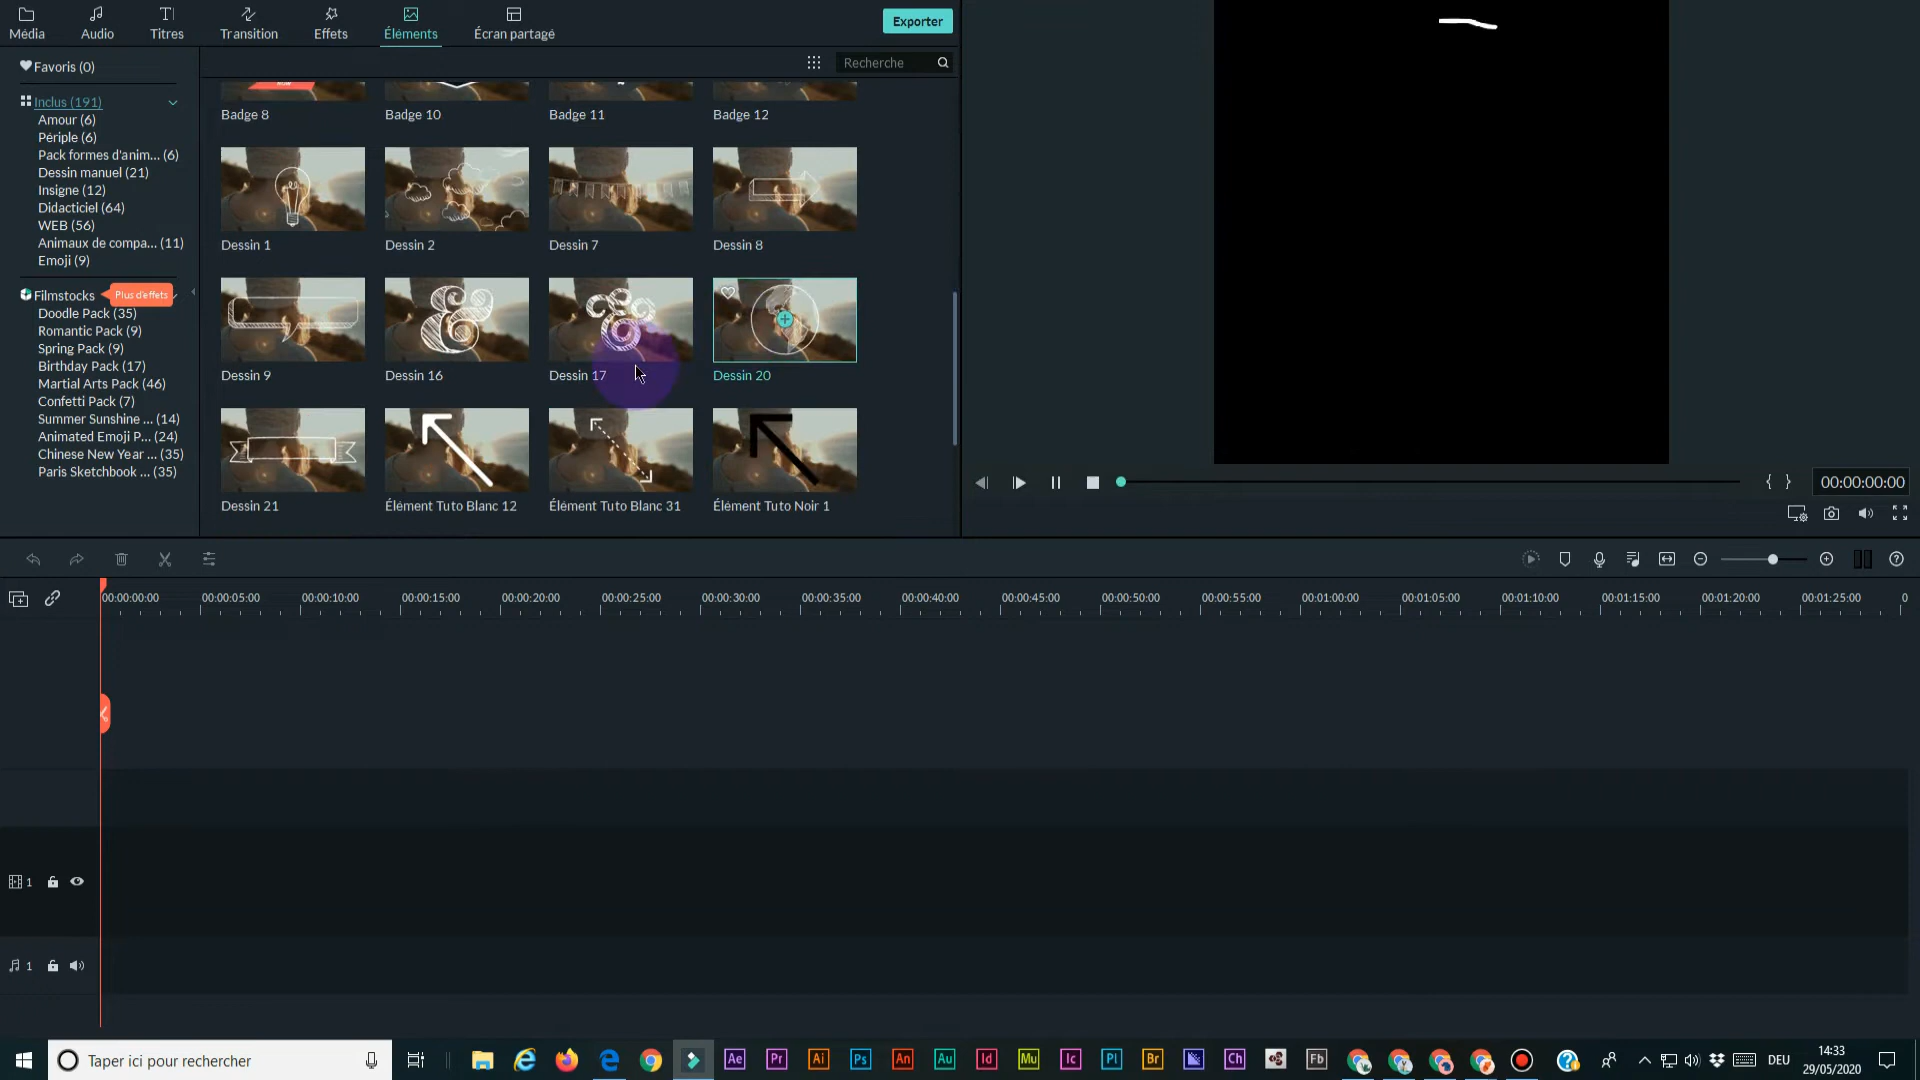 Média Audio Titres Transition Effets Éléments Écran partagé Exporter
Favoris (0)
Recherche
Inclus (191)
Amour (6)
Périple (6)
Pack formes d'anim... (6)
Dessin manuel (21)
Insigne (12)
Didacticiel (64)
WEB (56)
Animaux de compa... (11)
Emoji (9)
Filmstocks Plus d'effets
Doodle Pack (35)
Romantic Pack (9)
Spring Pack (9)
Birthday Pack (17)
Martial Arts Pack (46)
Confetti Pack (7)
Summer Sunshine ... (14)
Animated Emoji P... (24)
Chinese New Year ... (35)
Paris Sketchbook ... (35)
Badge 8 Badge 10 Badge 11 Badge 12
Dessin 1 Dessin 2 Dessin 7 Dessin 8
Dessin 9 Dessin 16 Dessin 17 Dessin 20
Dessin 21 Élément Tuto Blanc 12 Élément Tuto Blanc 31 Élément Tuto Noir 1
00:00:00:00
00:00:00:00 00:00:05:00 00:00:10:00 00:00:15:00 00:00:20:00 00:00:25:00 00:00:30:00 00:00:35:00 00:00:40:00 00:00:45:00 00:00:50:00 00:00:55:00 00:01:00:00 00:01:05:00 00:01:10:00 00:01:15:00 00:01:20:00 00:01:25:00 0
1
1
Taper ici pour rechercher
Ae Pr Ai Ps An Au Id Mu Ic Pl Br Ch Fb
DEU
14:33
29/05/2020